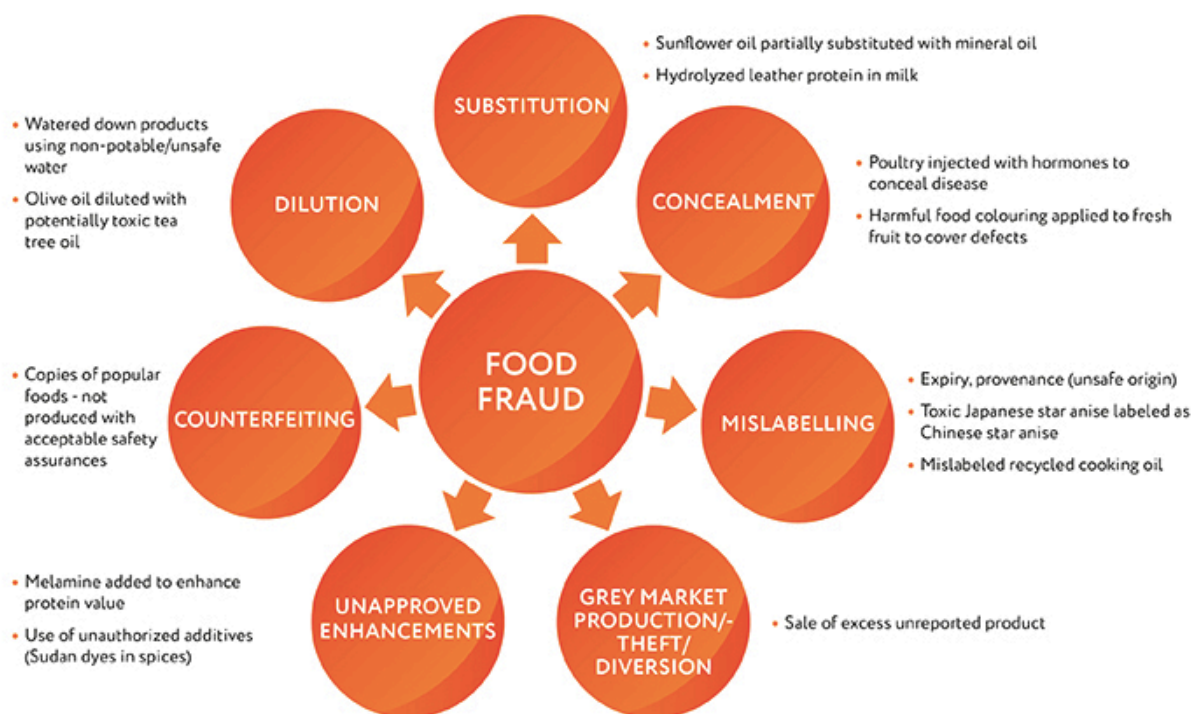 SUBSTITUTION
• Sunflower oil partially substituted with mineral oil
• Hydrolyzed leather protein in milk
• Watered down products
using non-potable/unsafe
water
• Olive oil diluted with
potentially toxic tea
tree oil
DILUTION
CONCEALMENT
• Poultry injected with hormones to
conceal disease
• Harmful food colouring applied to fresh
fruit to cover defects
FOOD
FRAUD
• Copies of popular
foods - not
produced with
acceptable safety
assurances
COUNTERFEITING
MISLABELLING
• Expiry, provenance (unsafe origin)
• Toxic Japanese star anise labeled as
Chinese star anise
• Mislabeled recycled cooking oil
• Melamine added to enhance
protein value
• Use of unauthorized additives
(Sudan dyes in spices)
UNAPPROVED
ENHANCEMENTS
GREY MARKET
PRODUCTION/-
THEFT/
DIVERSION
• Sale of excess unreported product